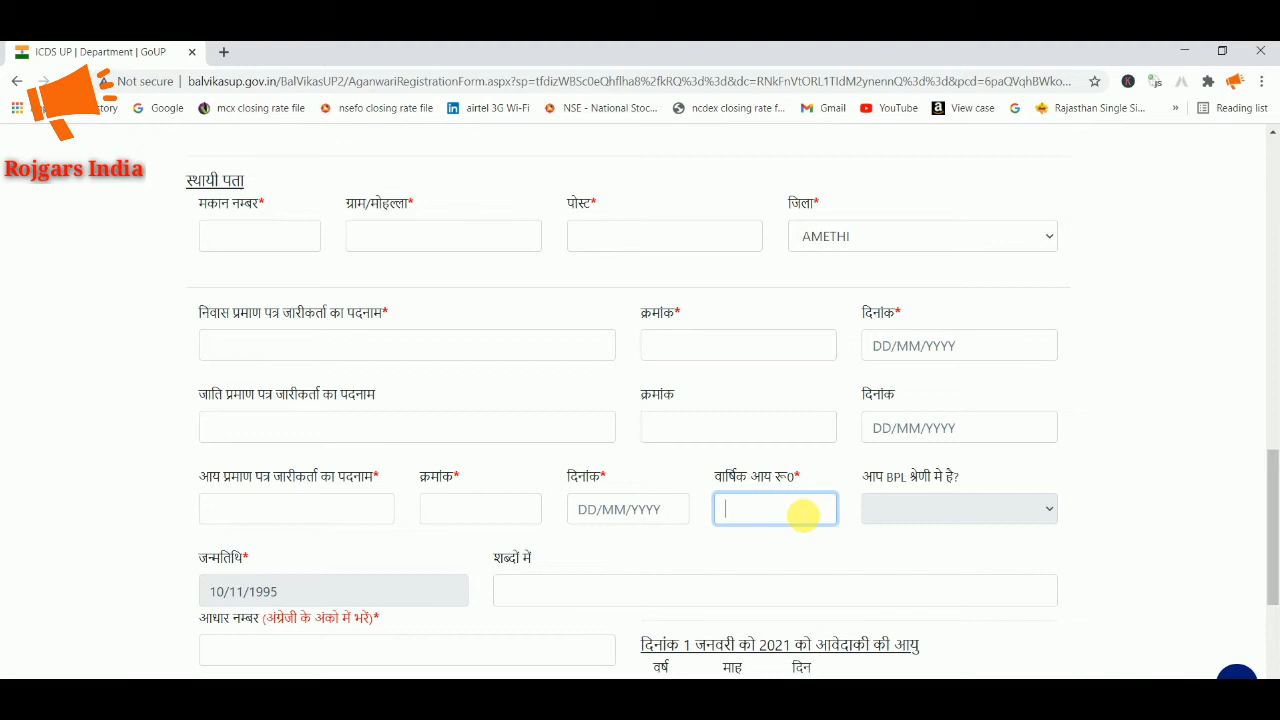 ICDS UP | Department | GoUP
Not secure balvikasup.gov.in/BalVikasUP2/AganwariRegistrationForm.aspx?sp=tfdizWBSc0eQhflha8%2fkRQ%3d%3d&dc=RNkFnVtORL1TIdM2ynennQ%3d%3d&pcd=6paQVqhBWko...
story Google mcx closing rate file nsefo closing rate file airtel 3G Wi-Fi NSE - National Stoc... ncdex closing rate f... Gmail YouTube View case Rajasthan Single Si... » Reading list
Rojgars India
स्थायी पता
मकान नम्बर* ग्राम/मोहल्ला* पोस्ट* जिला*
AMETHI
निवास प्रमाण पत्र जारीकर्ता का पदनाम* क्रमांक* दिनांक*
DD/MM/YYYY
जाति प्रमाण पत्र जारीकर्ता का पदनाम क्रमांक दिनांक
DD/MM/YYYY
आय प्रमाण पत्र जारीकर्ता का पदनाम* क्रमांक* दिनांक* वार्षिक आय रू0* आप BPL श्रेणी मे है?
DD/MM/YYYY
जन्मतिथि* शब्दों में
10/11/1995
आधार नम्बर (अंग्रेजी के अंको में भरें)*
दिनांक 1 जनवरी को 2021 को आवेदाकी की आयु
वर्ष माह दिन